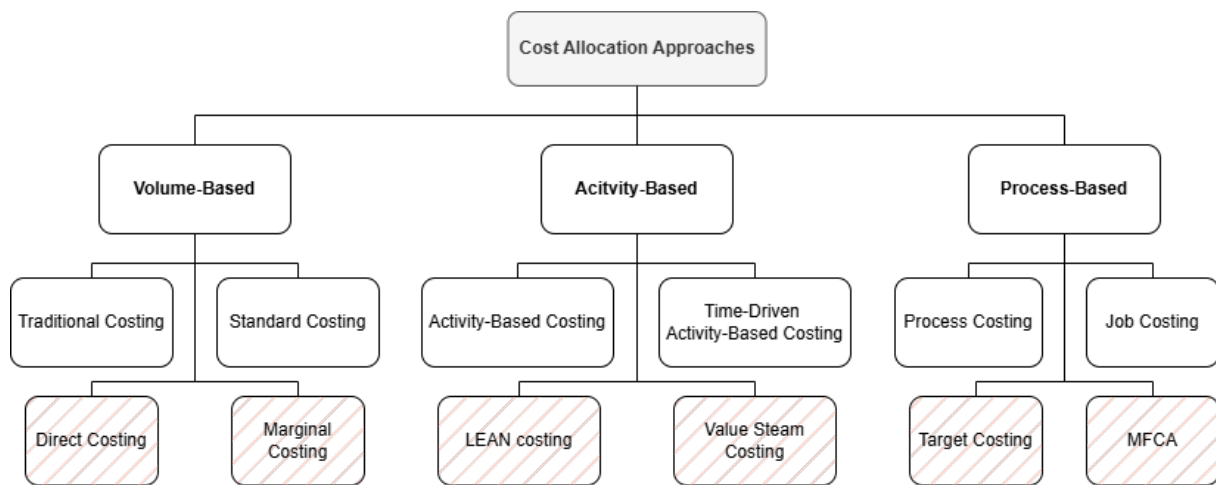 Cost Allocation Approaches
Volume-Based
Acitvity-Based
Process-Based
Traditional Costing
Standard Costing
Activity-Based Costing
Time-Driven
Activity-Based Costing
Process Costing
Job Costing
Direct Costing
Marginal
Costing
LEAN costing
Value Steam
Costing
Target Costing
MFCA